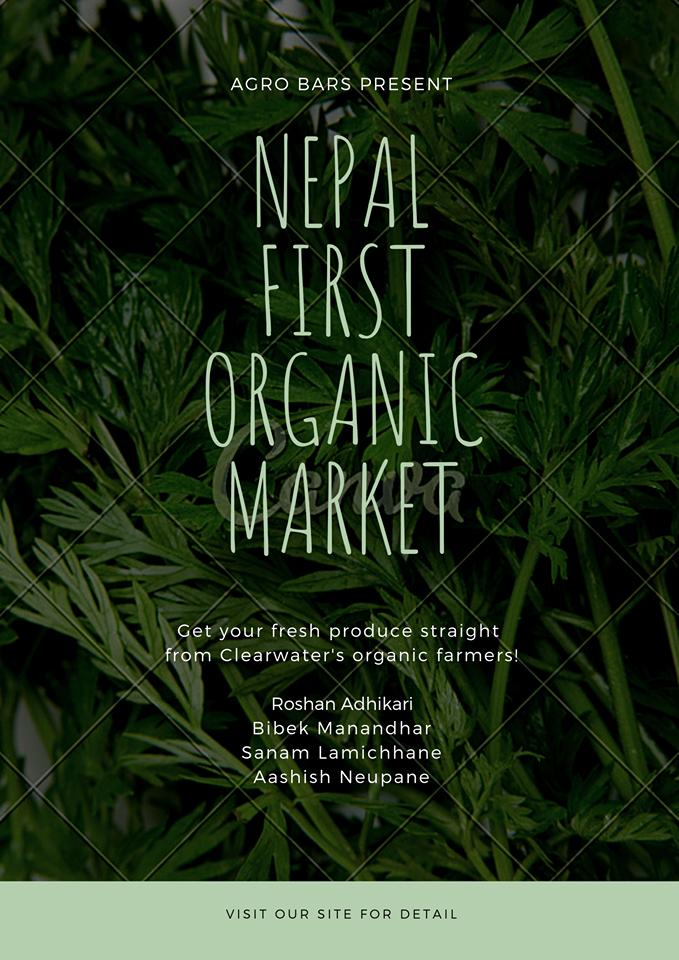 AGRO BARS PRESENT
NEPAL
FIRST
ORGANIC
MARKET
Canva
Get your fresh produce straight
from Clearwater's organic farmers!
Roshan Adhikari
Bibek Manandhar
Sanam Lamichhane
Aashish Neupane
VISIT OUR SITE FOR DETAIL